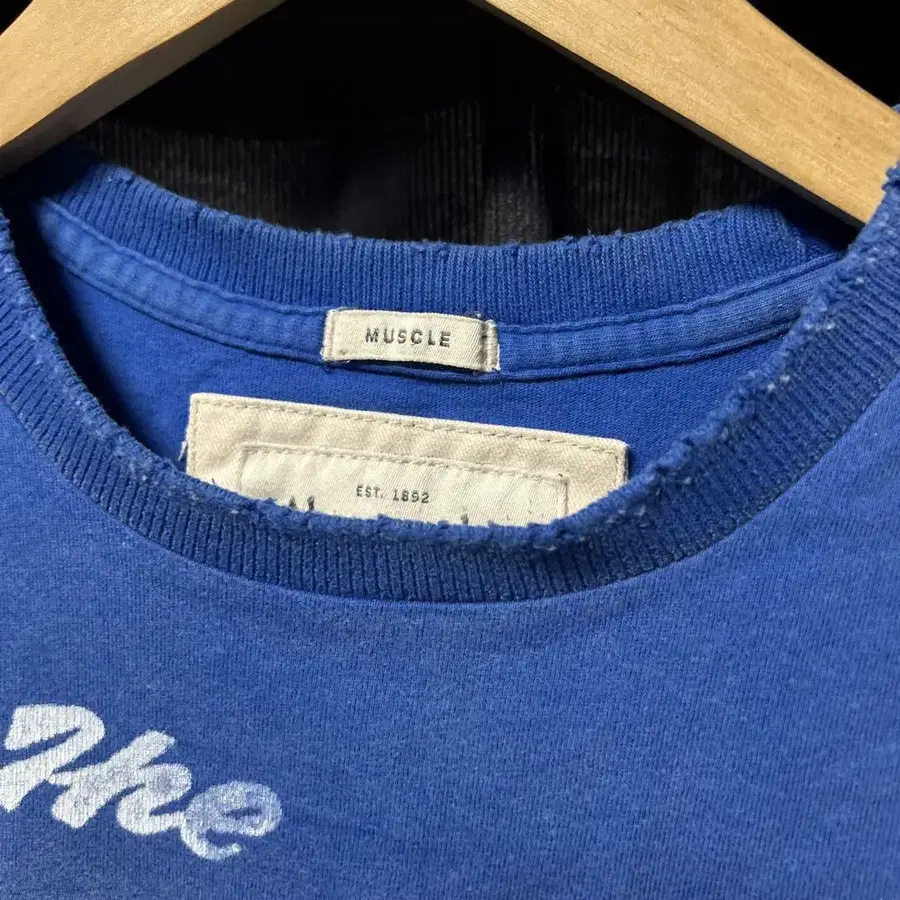 MUSCLE
EST. 1892
The